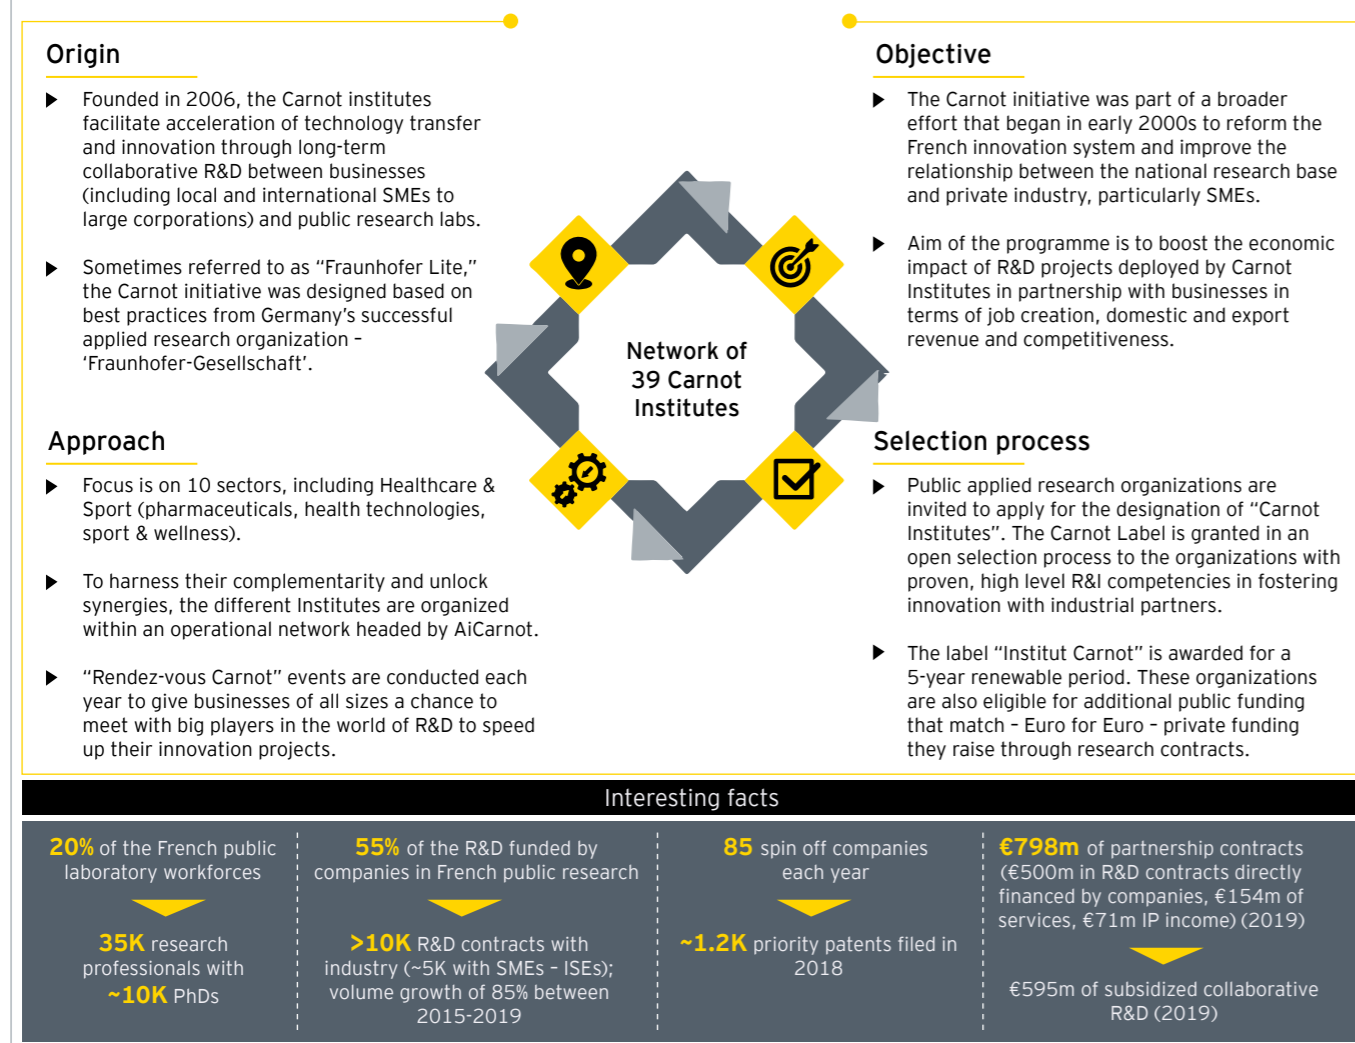 Origin
Founded in 2006, the Carnot institutes
facilitate acceleration of technology transfer
and innovation through long-term
collaborative R&D between businesses
(including local and international SMEs to
large corporations) and public research labs.
Sometimes referred to as “Fraunhofer Lite,”
the Carnot initiative was designed based on
best practices from Germany’s successful
applied research organization –
‘Fraunhofer-Gesellschaft’.
Objective
The Carnot initiative was part of a broader
effort that began in early 2000s to reform the
French innovation system and improve the
relationship between the national research base
and private industry, particularly SMEs.
Aim of the programme is to boost the economic
impact of R&D projects deployed by Carnot
Institutes in partnership with businesses in
terms of job creation, domestic and export
revenue and competitiveness.
Network of
39 Carnot
Institutes
Approach
Focus is on 10 sectors, including Healthcare &
Sport (pharmaceuticals, health technologies,
sport & wellness).
To harness their complementarity and unlock
synergies, the different Institutes are organized
within an operational network headed by AiCarnot.
“Rendez-vous Carnot” events are conducted each
year to give businesses of all sizes a chance to
meet with big players in the world of R&D to speed
up their innovation projects.
Selection process
Public applied research organizations are
invited to apply for the designation of “Carnot
Institutes”. The Carnot Label is granted in an
open selection process to the organizations with
proven, high level R&I competencies in fostering
innovation with industrial partners.
The label “Institut Carnot” is awarded for a
5-year renewable period. These organizations
are also eligible for additional public funding
that match – Euro for Euro – private funding
they raise through research contracts.
Interesting facts
20% of the French public
laboratory workforces
35K research
professionals with
~10K PhDs
55% of the R&D funded by
companies in French public research
>10K R&D contracts with
industry (~5K with SMEs – ISEs);
volume growth of 85% between
2015-2019
85 spin off companies
each year
~1.2K priority patents filed in
2018
€798m of partnership contracts
(€500m in R&D contracts directly
financed by companies, €154m of
services, €71m IP income) (2019)
€595m of subsidized collaborative
R&D (2019)